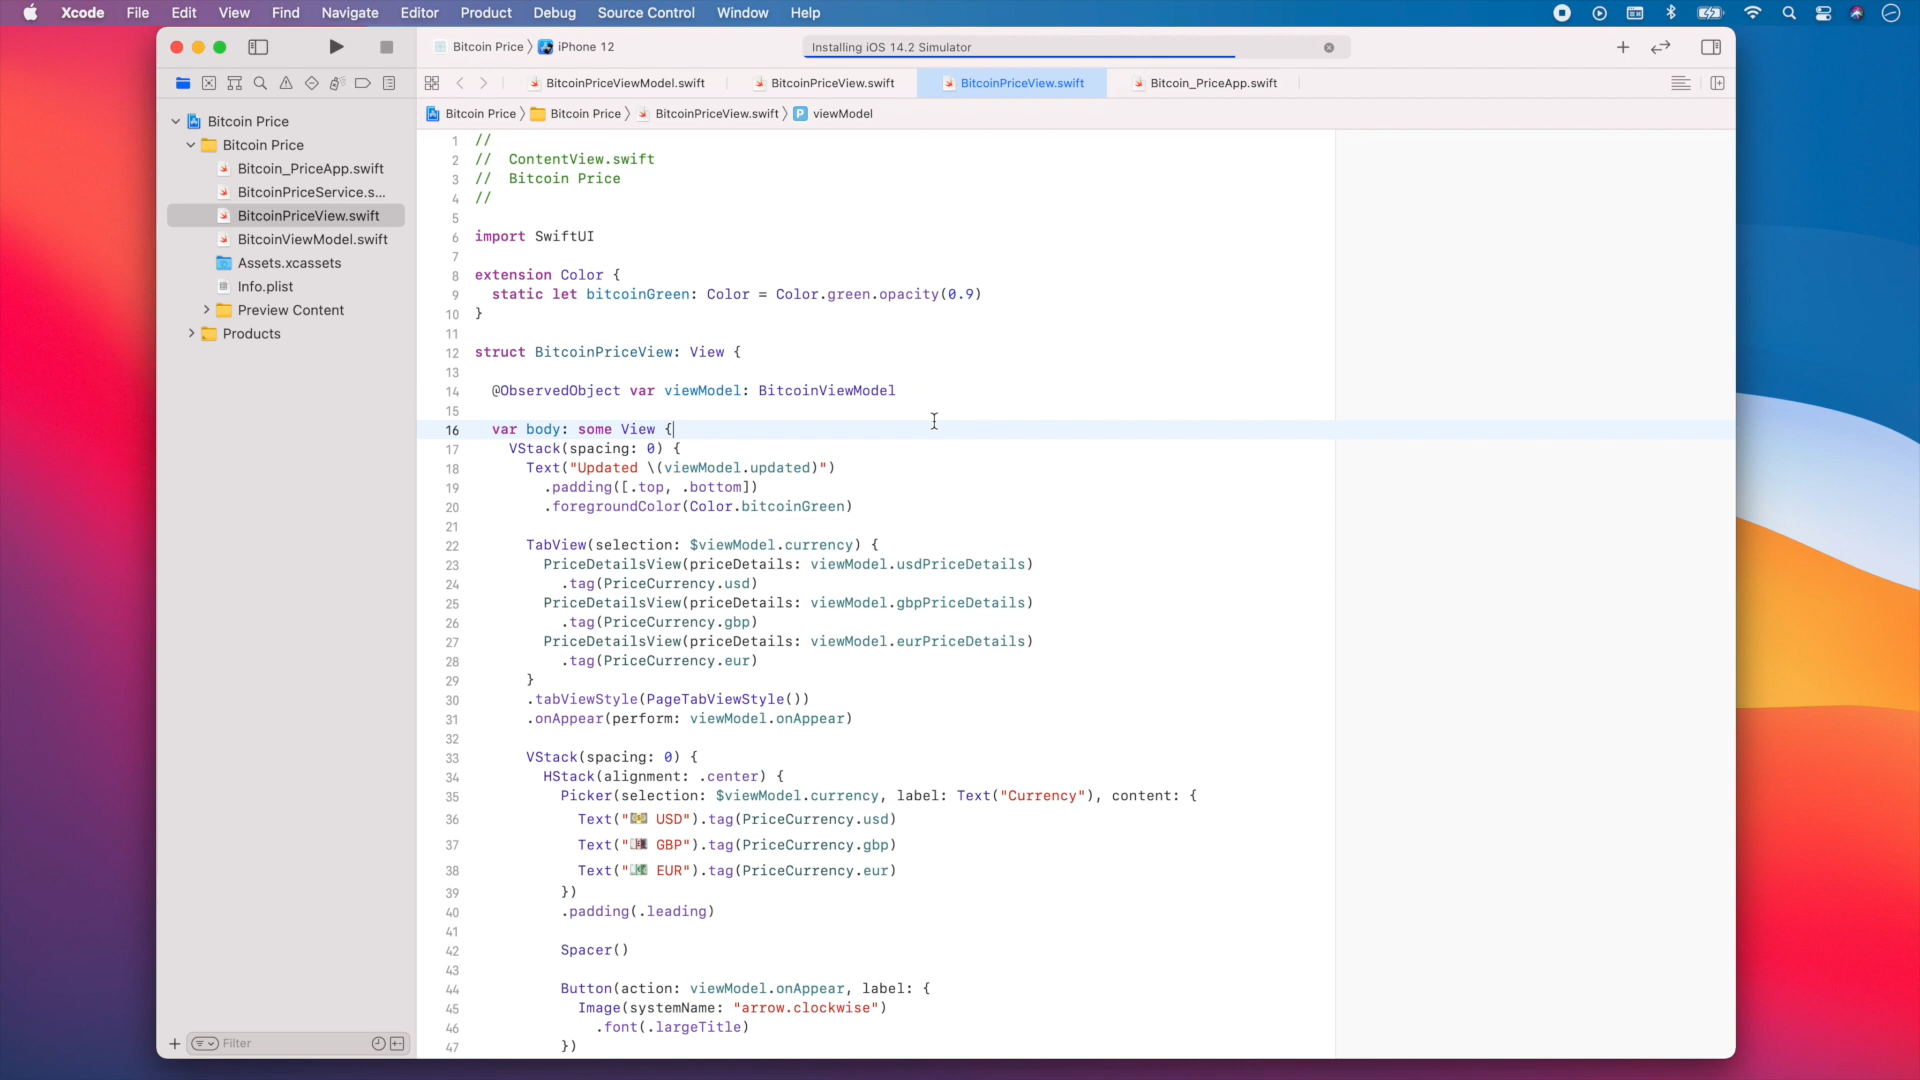 Xcode File Edit View Find Navigate Editor Product Debug Source Control Window Help
Bitcoin Price iPhone 12
Installing iOS 14.2 Simulator
BitcoinPriceViewModel.swift BitcoinPriceView.swift BitcoinPriceView.swift Bitcoin_PriceApp.swift
Bitcoin Price Bitcoin Price BitcoinPriceView.swift P viewModel
Bitcoin Price
Bitcoin Price
Bitcoin_PriceApp.swift
BitcoinPriceService.s...
BitcoinPriceView.swift
BitcoinViewModel.swift
Assets.xcassets
Info.plist
Preview Content
Products
Filter
1 //
2 // ContentView.swift
3 // Bitcoin Price
4 //
5
6 import SwiftUI
7
8 extension Color {
9 static let bitcoinGreen: Color = Color.green.opacity(0.9)
10 }
11
12 struct BitcoinPriceView: View {
13
14 @ObservedObject var viewModel: BitcoinViewModel
15
16 var body: some View {
17 VStack(spacing: 0) {
18 Text("Updated \(viewModel.updated)")
19 .padding([.top, .bottom])
20 .foregroundColor(Color.bitcoinGreen)
21
22 TabView(selection: $viewModel.currency) {
23 PriceDetailsView(priceDetails: viewModel.usdPriceDetails)
24 .tag(PriceCurrency.usd)
25 PriceDetailsView(priceDetails: viewModel.gbpPriceDetails)
26 .tag(PriceCurrency.gbp)
27 PriceDetailsView(priceDetails: viewModel.eurPriceDetails)
28 .tag(PriceCurrency.eur)
29 }
30 .tabViewStyle(PageTabViewStyle())
31 .onAppear(perform: viewModel.onAppear)
32
33 VStack(spacing: 0) {
34 HStack(alignment: .center) {
35 Picker(selection: $viewModel.currency, label: Text("Currency"), content: {
36 Text("💵 USD").tag(PriceCurrency.usd)
37 Text("💷 GBP").tag(PriceCurrency.gbp)
38 Text("💶 EUR").tag(PriceCurrency.eur)
39 })
40 .padding(.leading)
41
42 Spacer()
43
44 Button(action: viewModel.onAppear, label: {
45 Image(systemName: "arrow.clockwise")
46 .font(.largeTitle)
47 })